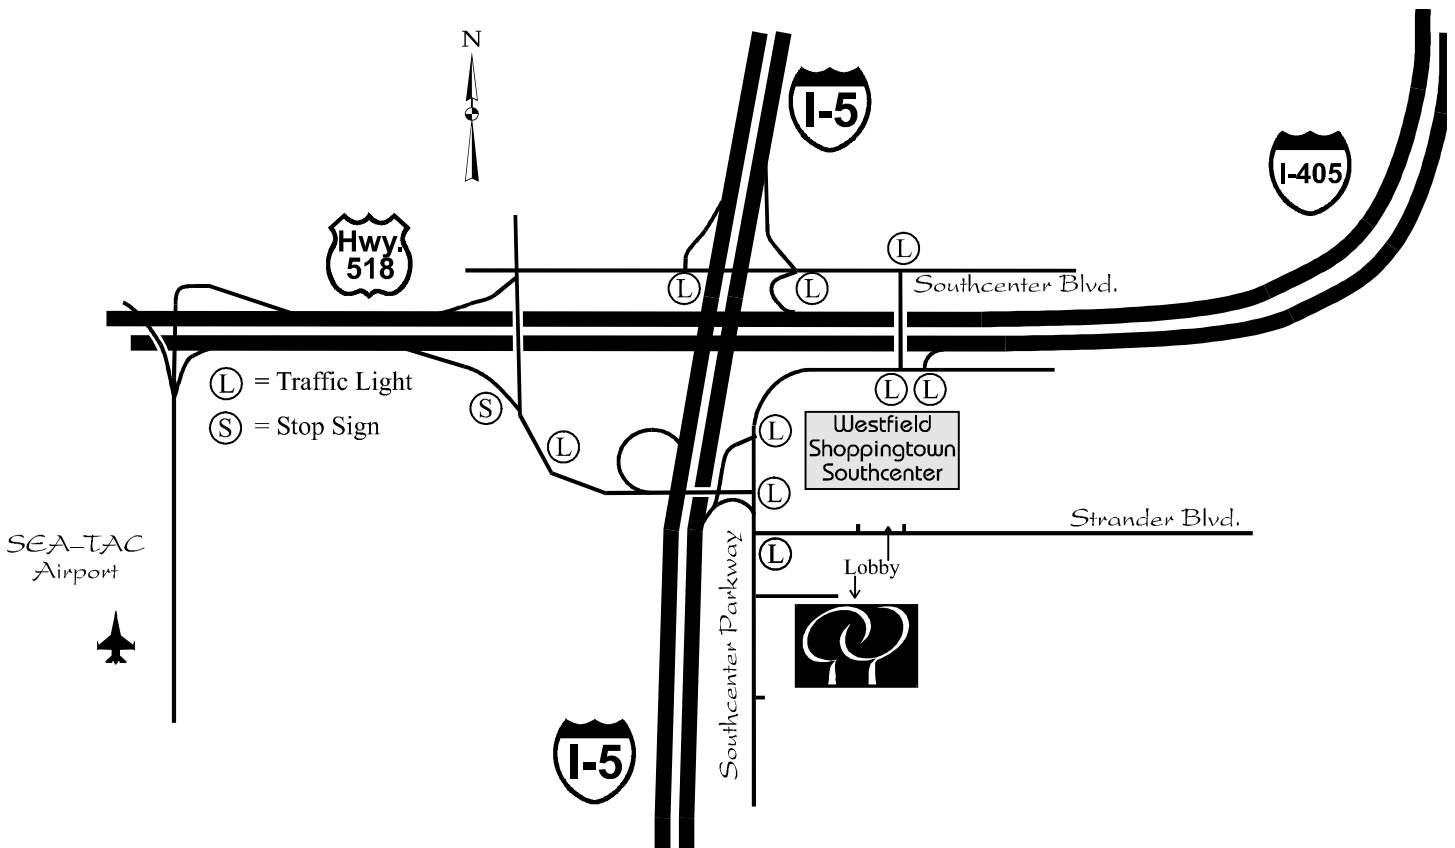 N
I-5
I-405
Hwy.
518
L
L
L
Southcenter Blvd.
L = Traffic Light
S = Stop Sign
S
L
L
L
L
L
L
Westfield
Shoppingtown
Southcenter
Strander Blvd.
SEA-TAC
Airport
Lobby
Southcenter Parkway
I-5